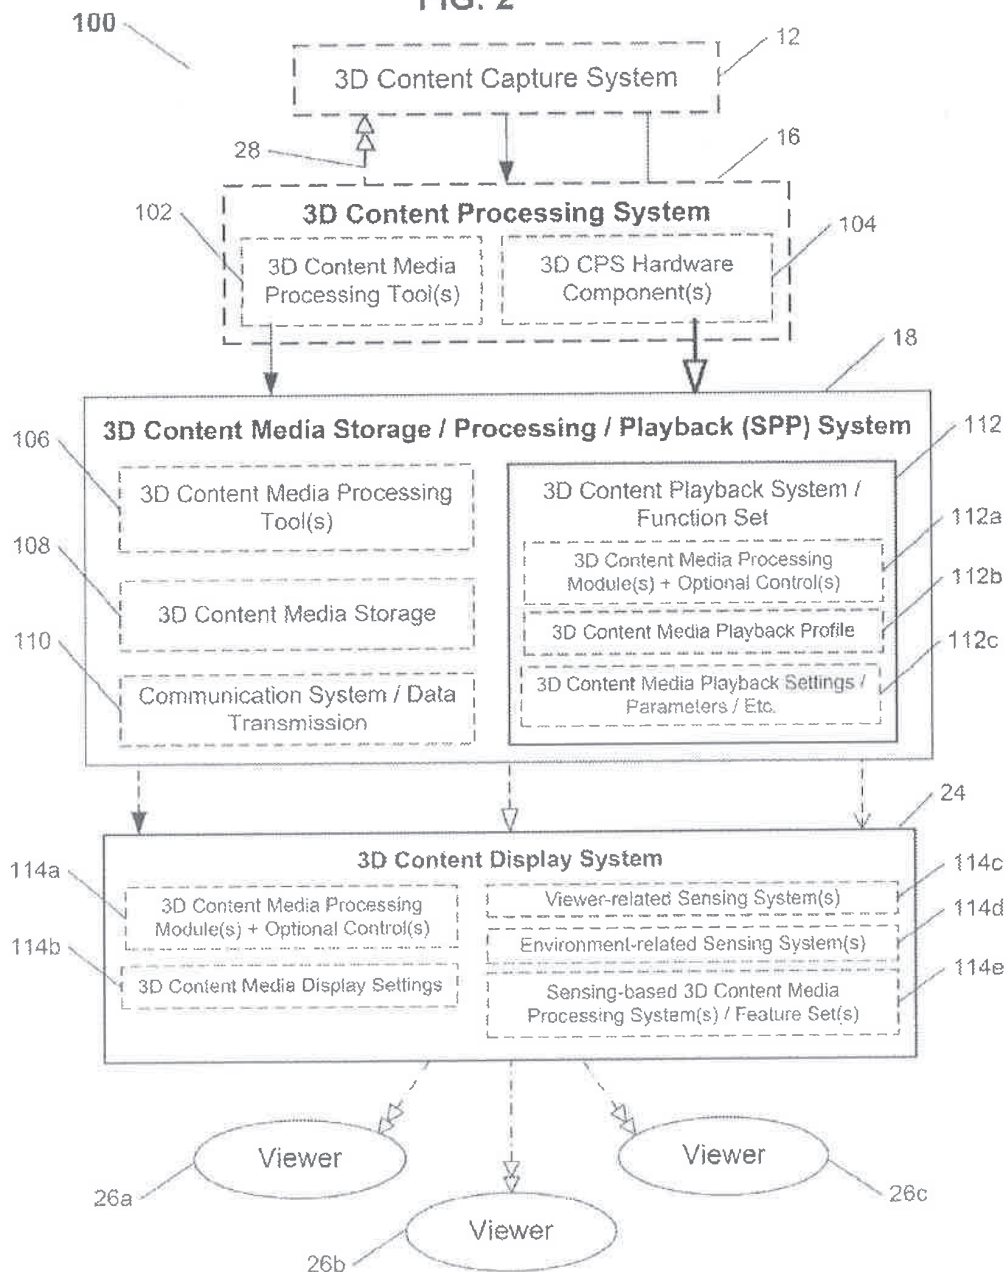 FIG. 2
100
12
3D Content Capture System
28
16
102
3D Content Processing System
104
3D Content Media
Processing Tool(s)
3D CPS Hardware
Component(s)
18
3D Content Media Storage / Processing / Playback (SPP) System
106
112
3D Content Media Processing
Tool(s)
3D Content Playback System /
Function Set
112a
108
3D Content Media Processing
Module(s) + Optional Control(s)
112b
3D Content Media Storage
110
3D Content Media Playback Profile
112c
Communication System / Data
Transmission
3D Content Media Playback Settings /
Parameters / Etc.
24
3D Content Display System
114a
114c
3D Content Media Processing
Module(s) + Optional Control(s)
Viewer-related Sensing System(s)
114d
114b
Environment-related Sensing System(s)
114e
3D Content Media Display Settings
Sensing-based 3D Content Media
Processing System(s) / Feature Set(s)
Viewer
Viewer
26a
26c
Viewer
26b